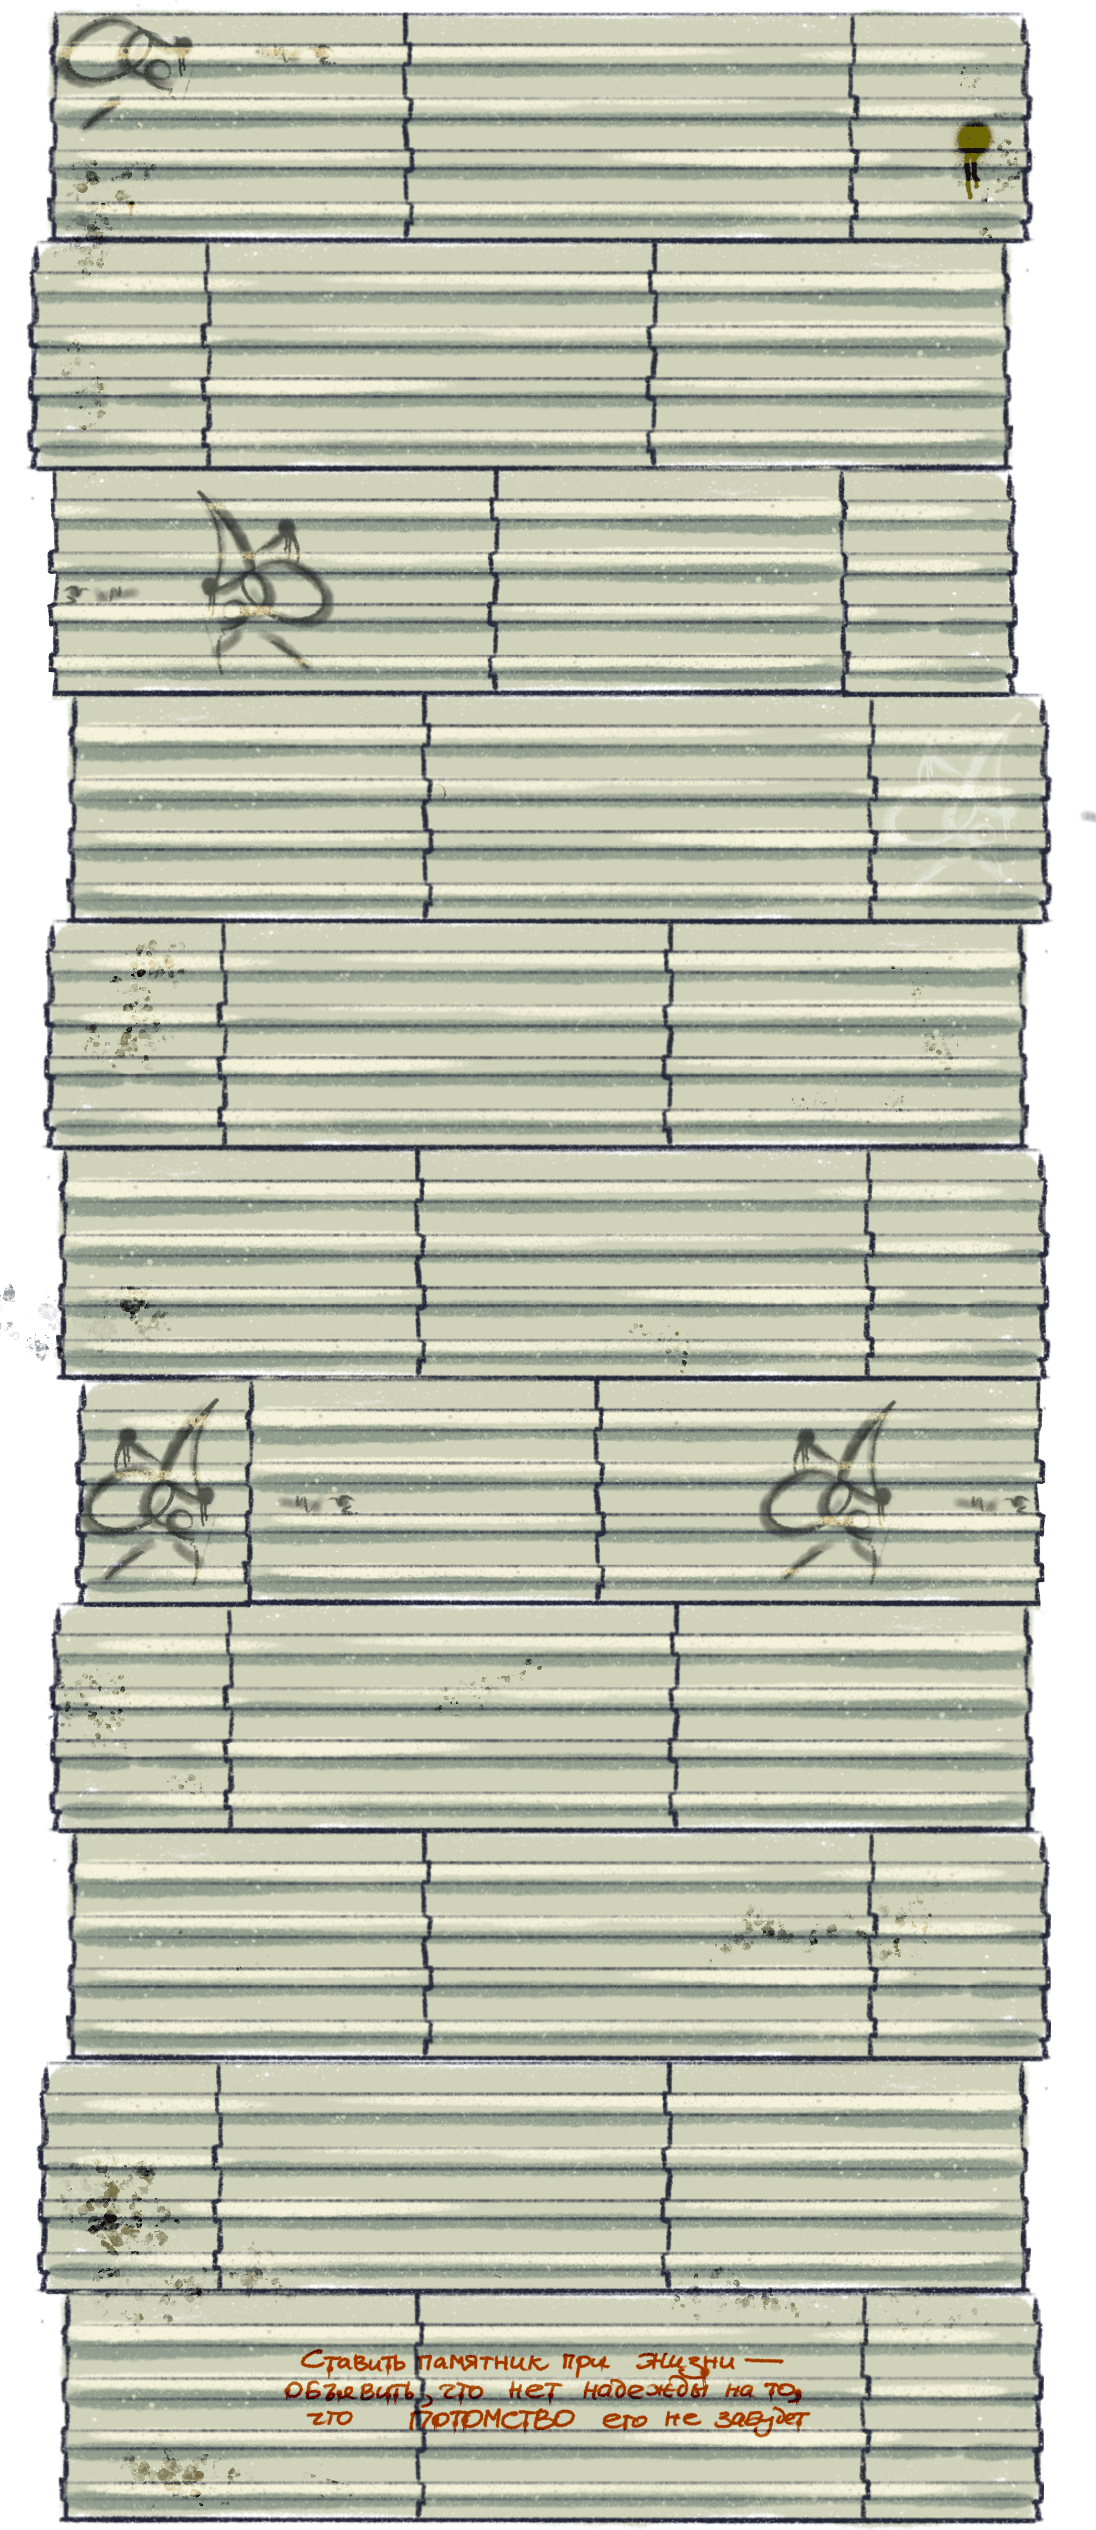 Ставить памятник при жизни —
объявить, что нет надежды на то,
что ПОТОМСТВО его не забудет